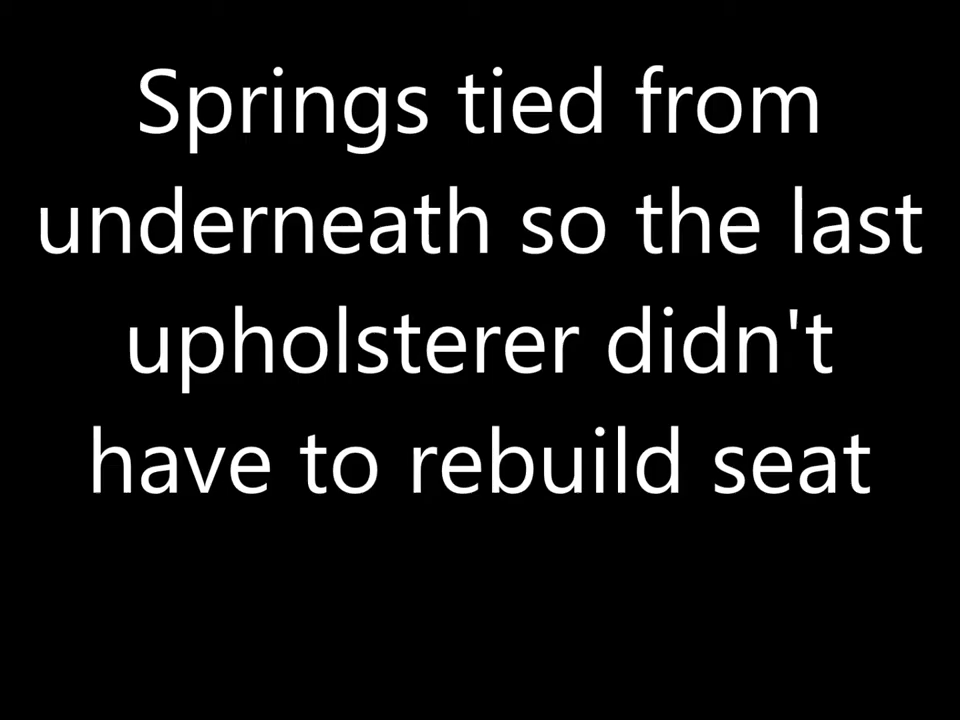 Springs tied from
underneath so the last
upholsterer didn't
have to rebuild seat